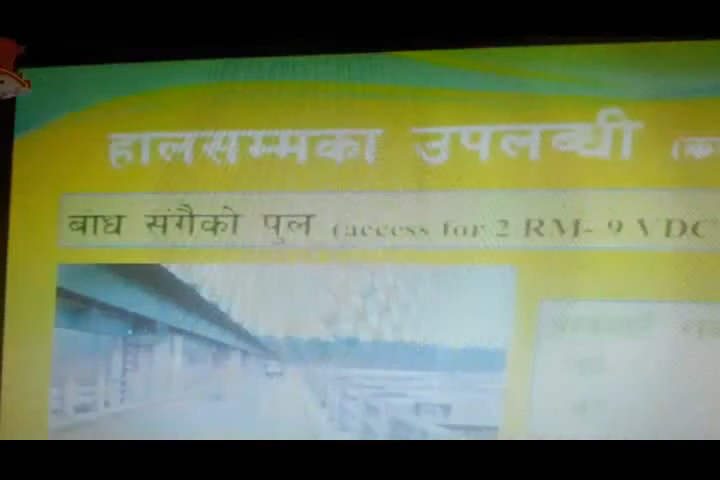 हालसम्मका उपलब्धी
बाध संगैको पुल (access for 2 RM- 9 VDC